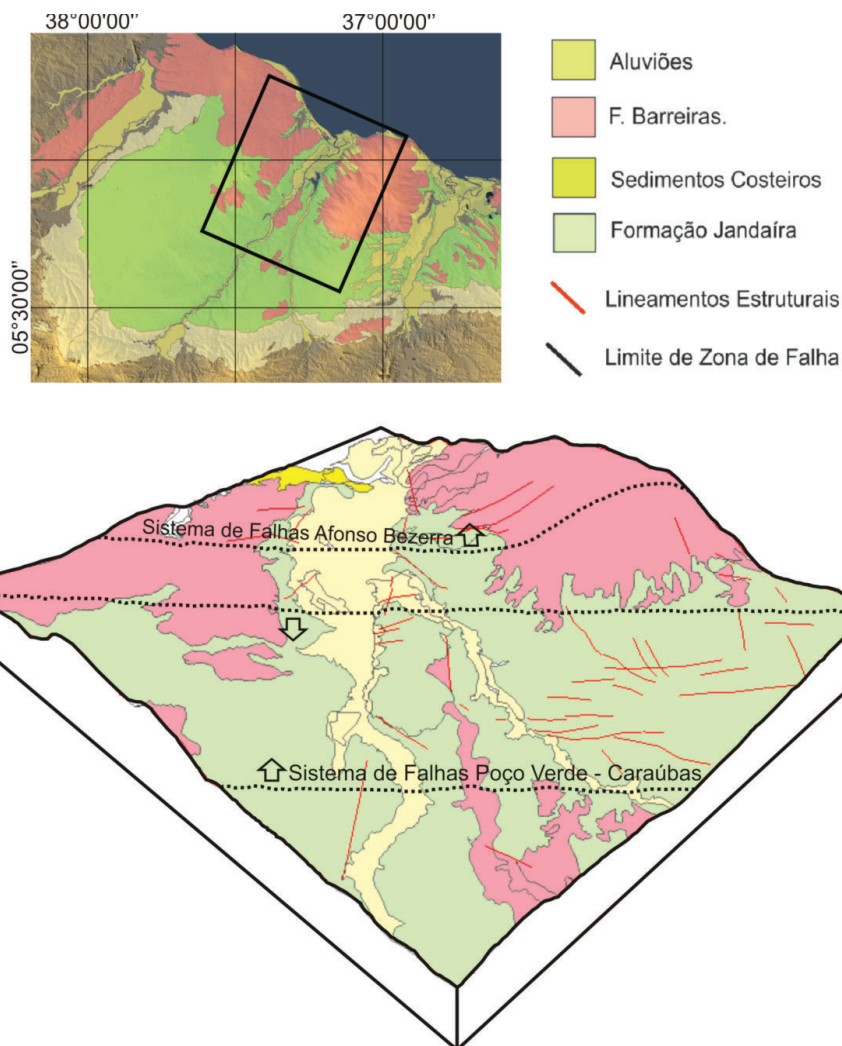 38°00'00''
37°00'00''
05°30'00''
Aluviões
F. Barreiras.
Sedimentos Costeiros
Formação Jandaíra
Lineamentos Estruturais
Limite de Zona de Falha
Sistema de Falhas Afonso Bezerra
Sistema de Falhas Poço Verde - Caraúbas